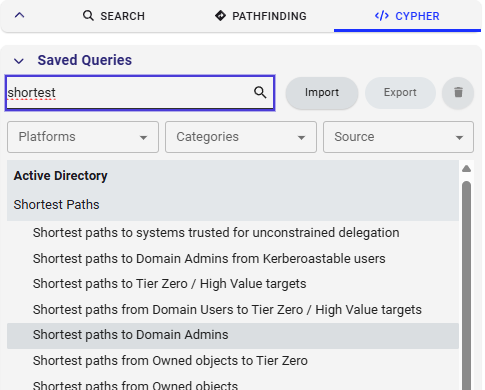 SEARCH
PATHFINDING
</> CYPHER
Saved Queries
shortest
Import
Export
Platforms
Categories
Source
Active Directory
Shortest Paths
Shortest paths to systems trusted for unconstrained delegation
Shortest paths to Domain Admins from Kerberoastable users
Shortest paths to Tier Zero / High Value targets
Shortest paths from Domain Users to Tier Zero / High Value targets
Shortest paths to Domain Admins
Shortest paths from Owned objects to Tier Zero
Shortest paths from Owned objects